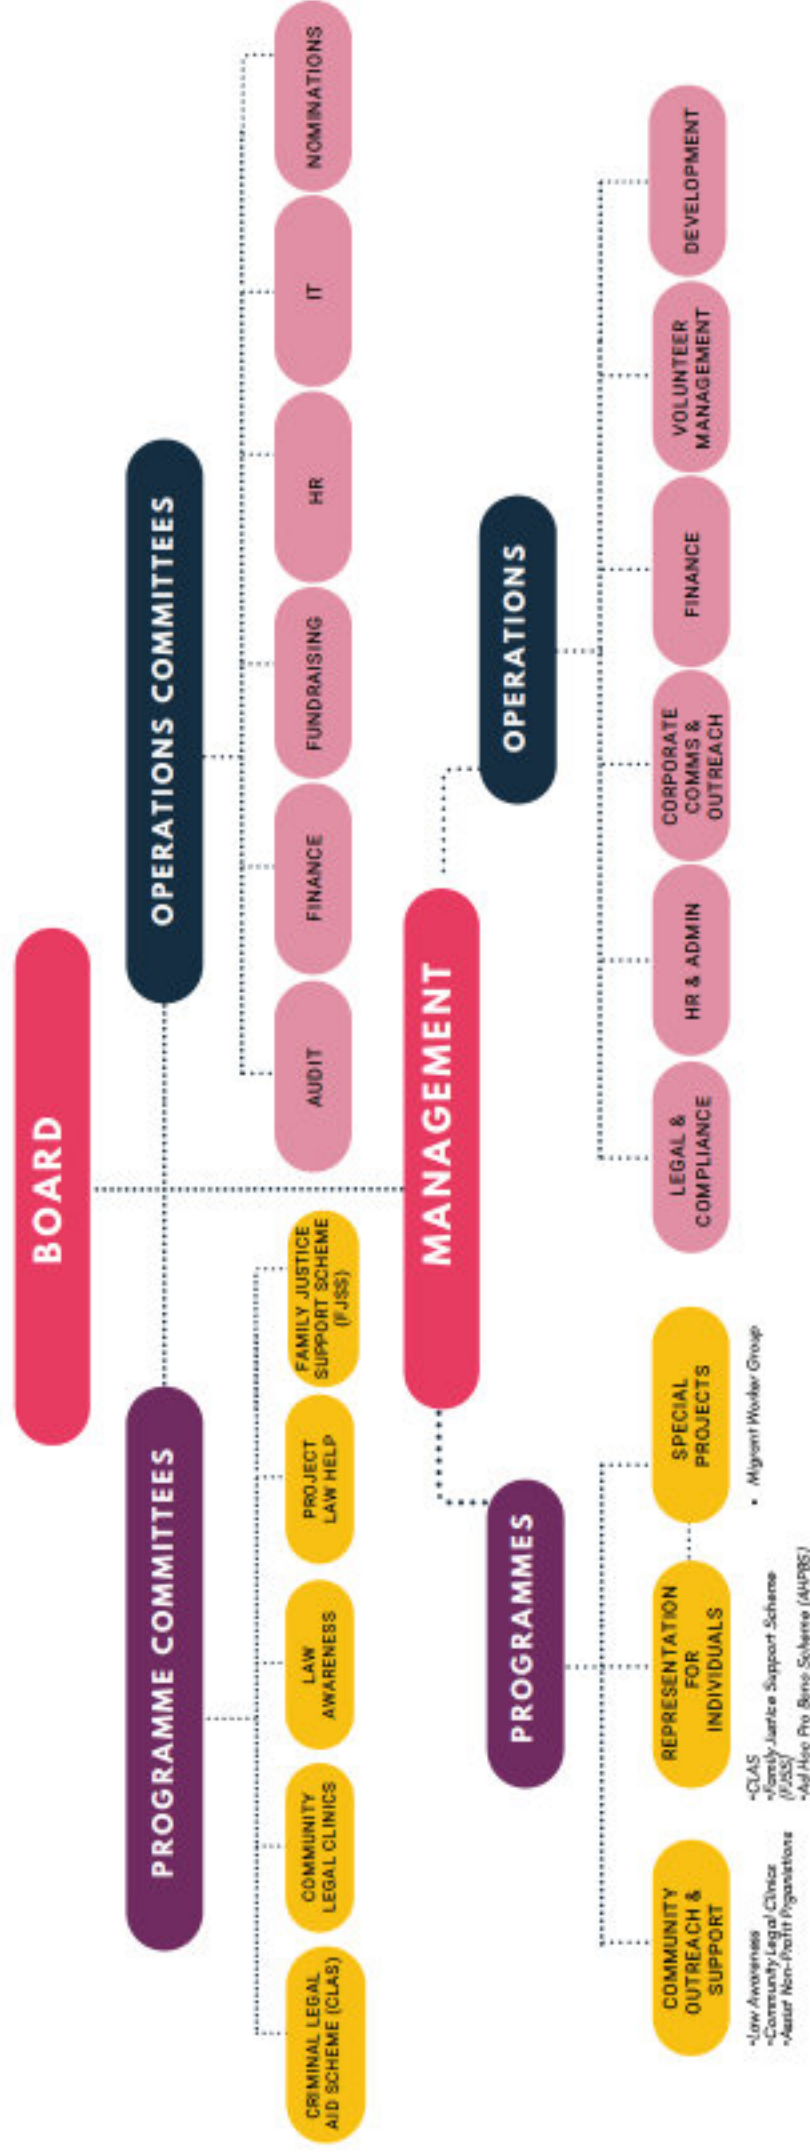 BOARD
PROGRAMME COMMITTEES
OPERATIONS COMMITTEES
CRIMINAL LEGAL
AID SCHEME (CLAS)
COMMUNITY
LEGAL CLINICS
LAW
AWARENESS
PROJECT
LAW HELP
FAMILY JUSTICE
SUPPORT SCHEME
(FJSS)
AUDIT
FINANCE
FUNDRAISING
HR
IT
NOMINATIONS
MANAGEMENT
PROGRAMMES
OPERATIONS
COMMUNITY
OUTREACH &
SUPPORT
•Law Awareness
•Community Legal Clinics
•Assist Non-Profit Prganistions
REPRESENTATION
FOR
INDIVIDUALS
•CLAS
•Family Justice Support Scheme
(FJSS)
•Ad Hoc Pro Bono Scheme (AHPBS)
SPECIAL
PROJECTS
• Migrant Worker Group
LEGAL &
COMPLIANCE
HR & ADMIN
CORPORATE
COMMS &
OUTREACH
FINANCE
VOLUNTEER
MANAGEMENT
DEVELOPMENT